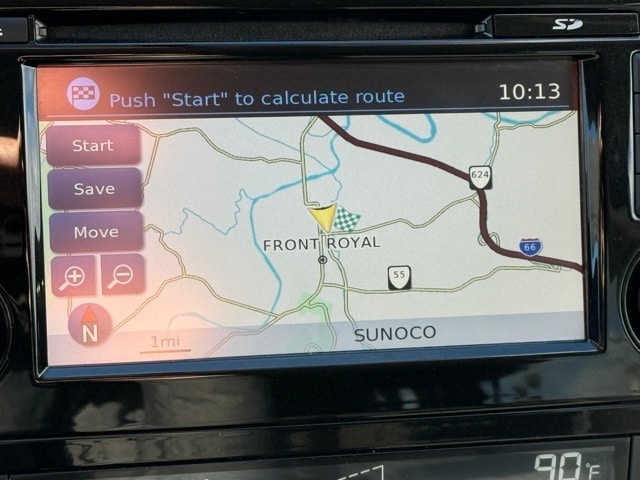 SD
Push "Start" to calculate route
10:13
Start
Save
Move
N
1mi
FRONT ROYAL
624
66
55
SUNOCO
90°F